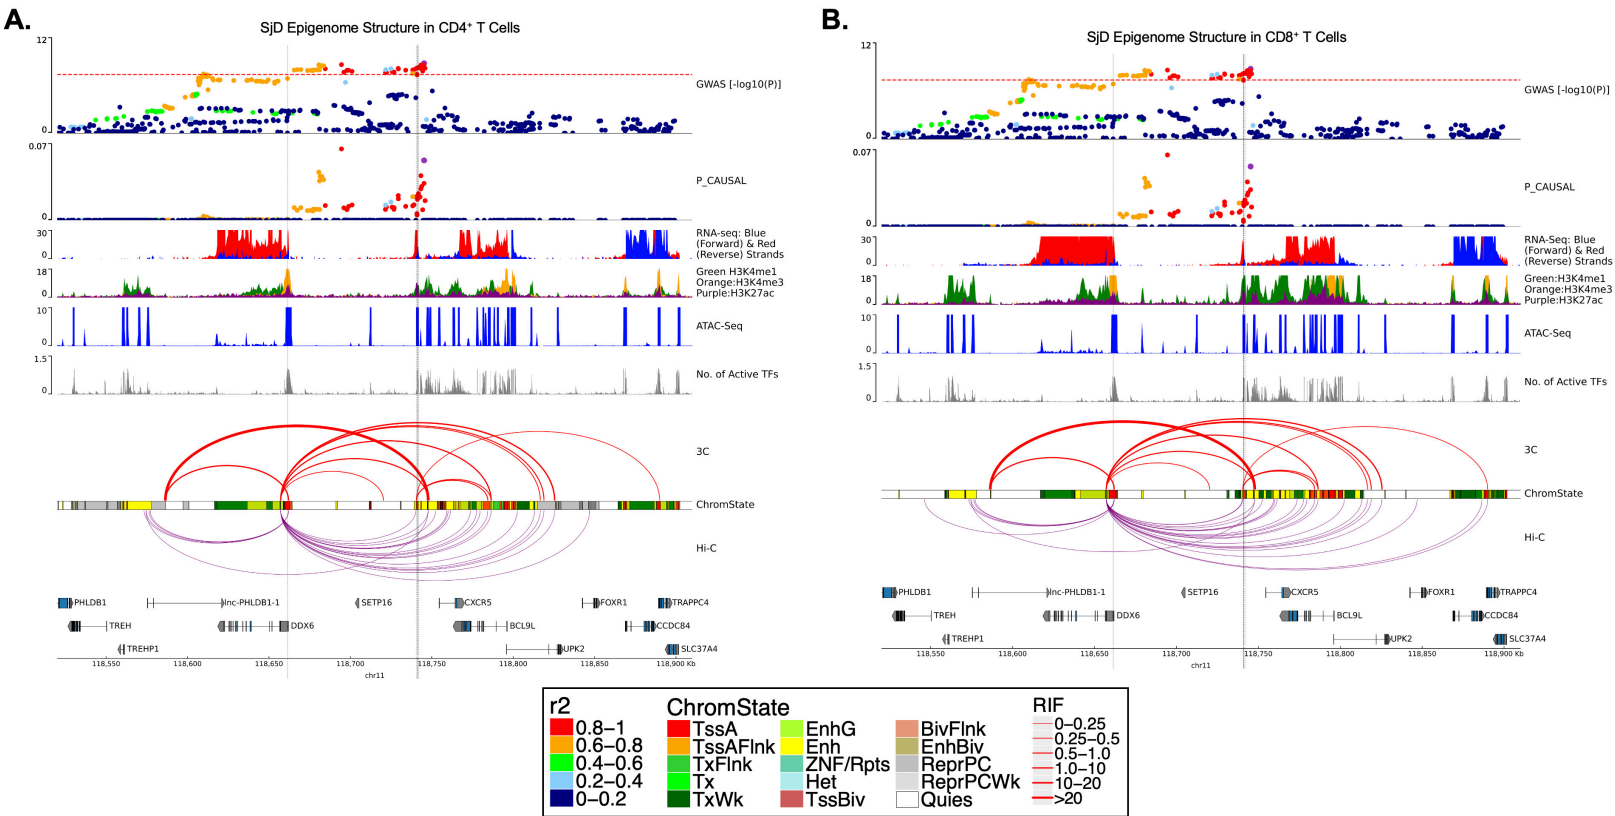 A.
SjD Epigenome Structure in CD4+ T Cells
12
0
GWAS [-log10(P)]
0.07
0
P_CAUSAL
30
0
RNA-seq: Blue
(Forward) & Red
(Reverse) Strands
18
0
Green H3K4me1
Orange:H3K4me3
Purple:H3K27ac
10
0
ATAC-Seq
1.5
0
No. of Active TFs
3C
ChromState
Hi-C
PHLDB1
lnc-PHLDB1-1
SETP16
CXCR5
FOXR1
TRAPPC4
TREH
DDX6
BCL9L
CCDC84
TREHP1
UPK2
SLC37A4
118,550
118,600
118,650
118,700
118,750
118,800
118,850
118,900 Kb
chr11
B.
SjD Epigenome Structure in CD8+ T Cells
12
0
GWAS [-log10(P)]
0.07
0
P_CAUSAL
30
0
RNA-Seq: Blue
(Forward) & Red
(Reverse) Strands
18
0
Green:H3K4me1
Orange:H3K4me3
Purple:H3K27ac
10
0
ATAC-Seq
1.5
0
No. of Active TFs
3C
ChromState
Hi-C
PHLDB1
lnc-PHLDB1-1
SETP16
CXCR5
FOXR1
TRAPPC4
TREH
DDX6
BCL9L
CCDC84
TREHP1
UPK2
SLC37A4
118,550
118,600
118,650
118,700
118,750
118,800
118,850
118,900 Kb
chr11
r2
0.8–1
0.6–0.8
0.4–0.6
0.2–0.4
0–0.2
ChromState
TssA
TssAFlnk
TxFlnk
Tx
TxWk
EnhG
Enh
ZNF/Rpts
Het
TssBiv
BivFlnk
EnhBiv
ReprPC
ReprPCWk
Quies
RIF
0–0.25
0.25–0.5
0.5–1.0
1.0–10
10–20
>20